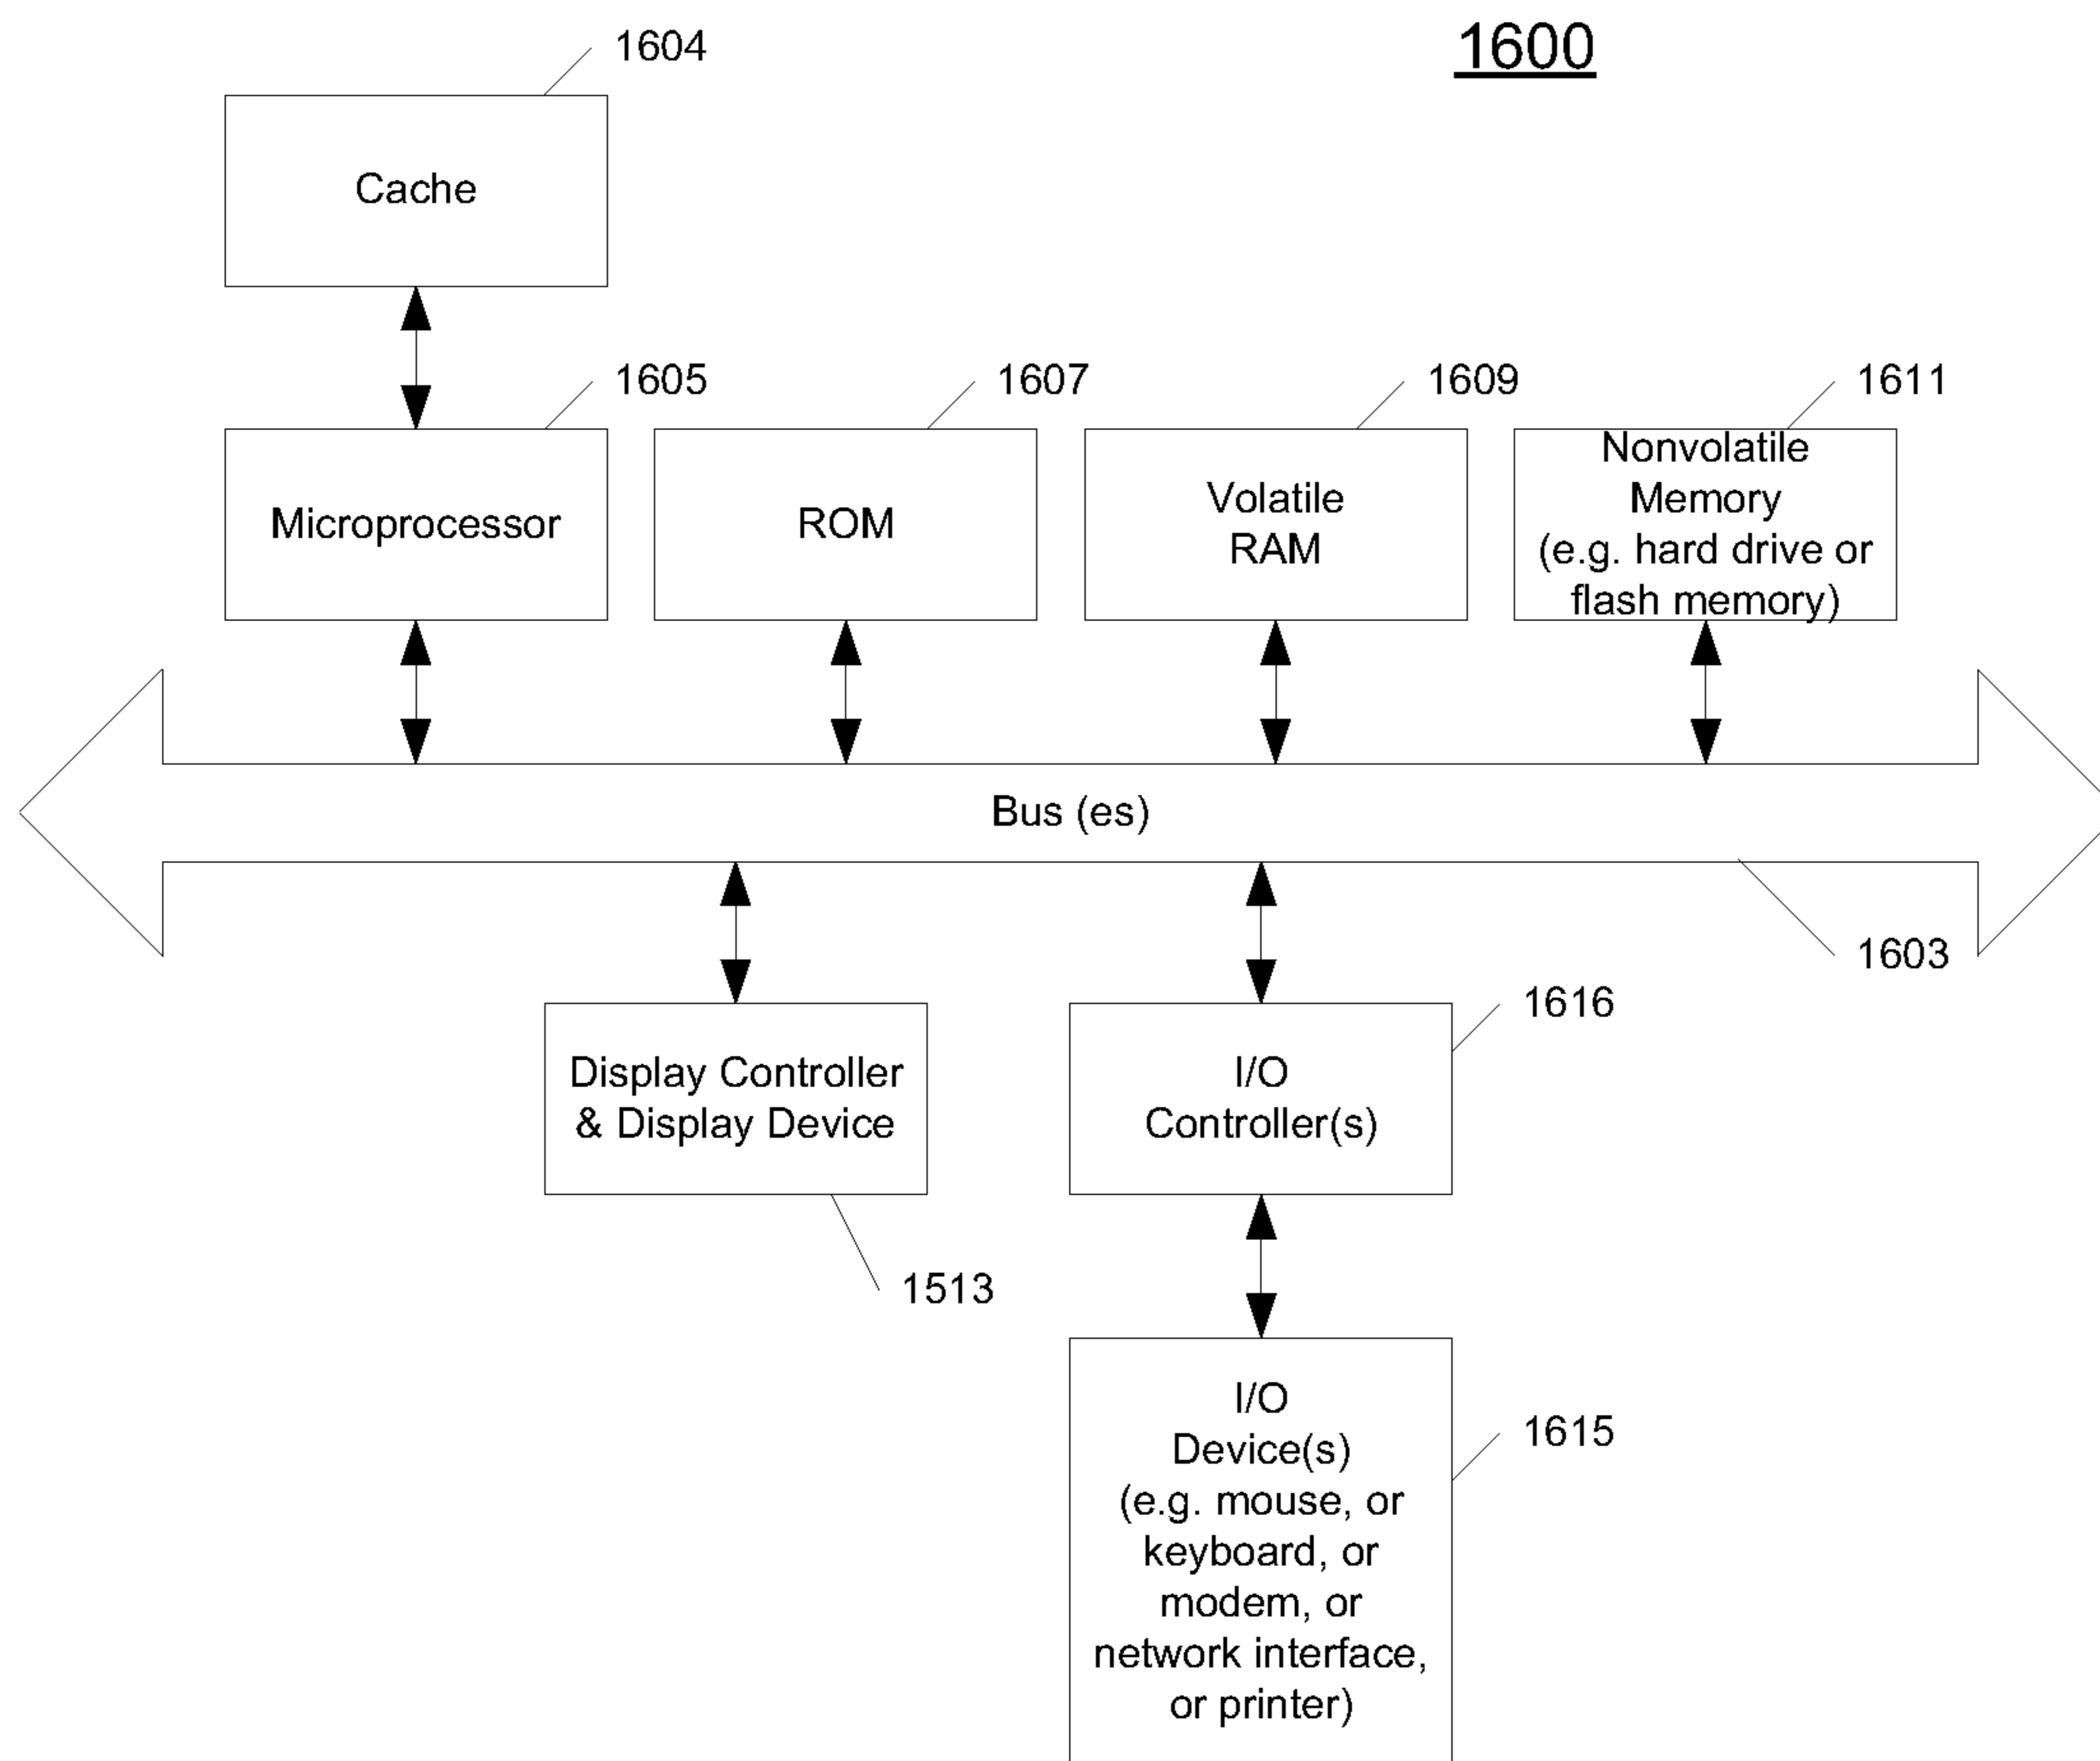 1600
1604
Cache
1605
1607
1609
1611
Microprocessor
ROM
Volatile
RAM
Nonvolatile
Memory
(e.g. hard drive or
flash memory)
Bus (es)
1603
Display Controller
& Display Device
1513
I/O
Controller(s)
1616
I/O
Device(s)
(e.g. mouse, or
keyboard, or
modem, or
network interface,
or printer)
1615